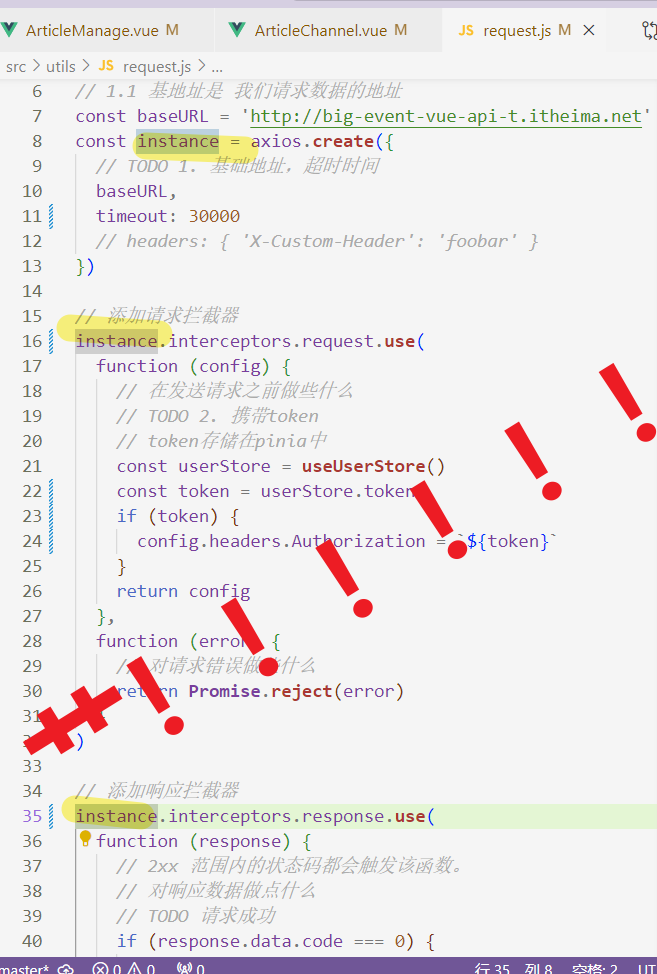 ArticleManage.vue M
ArticleChannel.vue M
JS request.js M
src > utils > JS request.js > ...
6 // 1.1 基地址是 我们请求数据的地址
7 const baseURL = 'http://big-event-vue-api-t.itheima.net'
8 const instance = axios.create({
9 // TODO 1. 基础地址，超时时间
10 baseURL,
11 timeout: 30000
12 // headers: { 'X-Custom-Header': 'foobar' }
13 })
14
15 // 添加请求拦截器
16 instance.interceptors.request.use(
17 function (config) {
18 // 在发送请求之前做些什么
19 // TODO 2. 携带token
20 // token存储在pinia中
21 const userStore = useUserStore()
22 const token = userStore.token
23 if (token) {
24 config.headers.Authorization = `${token}`
25 }
26 return config
27 },
28 function (error) {
29 // 对请求错误做些什么
30 return Promise.reject(error)
31
)
33
34 // 添加响应拦截器
35 instance.interceptors.response.use(
36 function (response) {
37 // 2xx 范围内的状态码都会触发该函数。
38 // 对响应数据做点什么
39 // TODO 请求成功
40 if (response.data.code === 0) {
master* 0 0 0 行 35, 列 8 空格: 2 UT